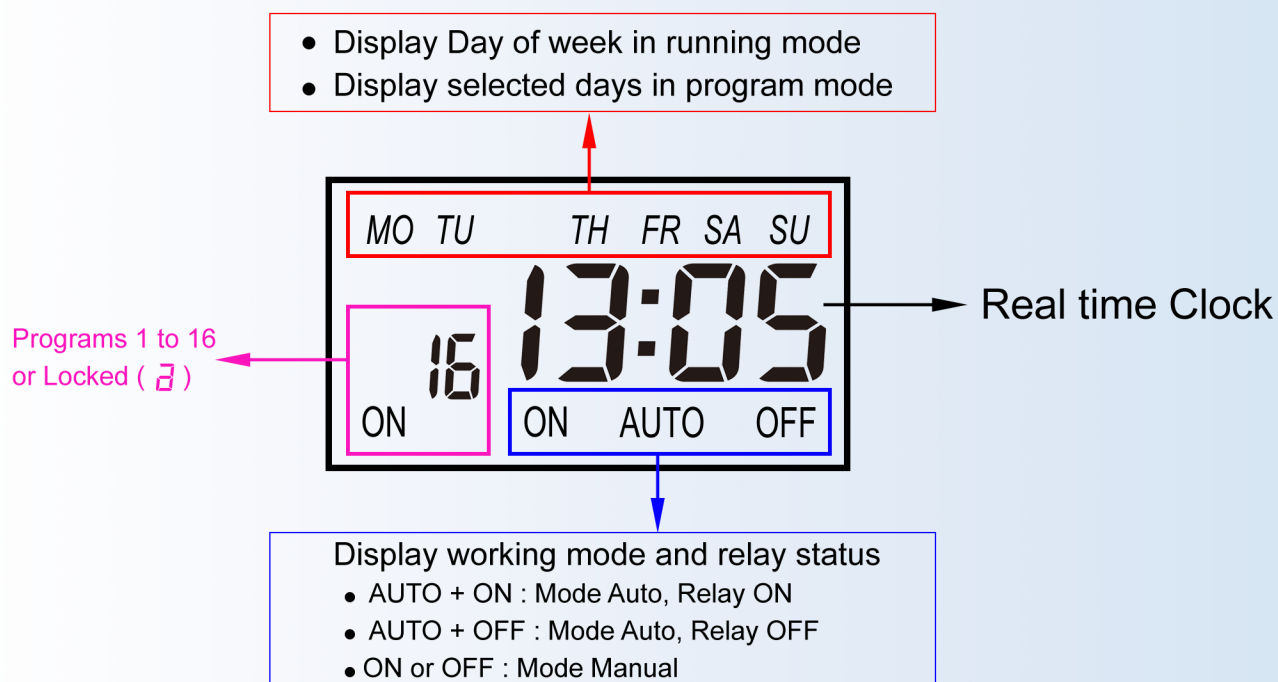 • Display Day of week in running mode
• Display selected days in program mode
MO TU TH FR SA SU
13:05
Real time Clock
Programs 1 to 16
or Locked ( a )
16
ON
ON AUTO OFF
Display working mode and relay status
• AUTO + ON : Mode Auto, Relay ON
• AUTO + OFF : Mode Auto, Relay OFF
• ON or OFF : Mode Manual